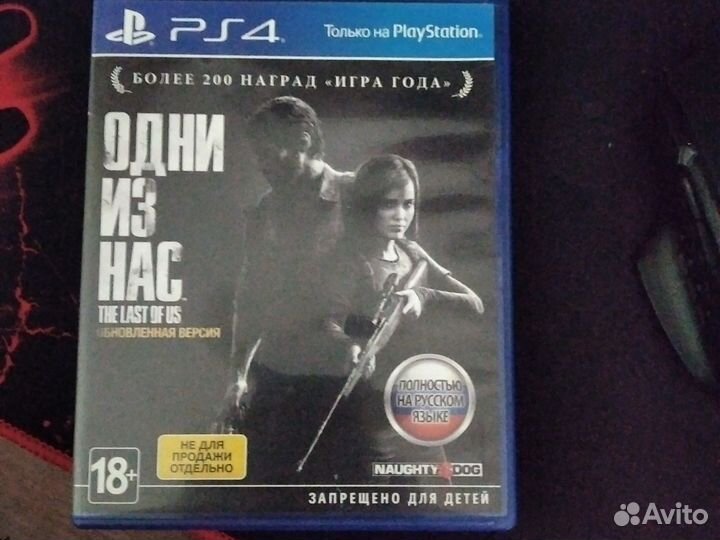 PS4
Только на PlayStation
БОЛЕЕ 200 НАГРАД «ИГРА ГОДА»
ОДНИ
ИЗ
НАС
THE LAST OF US
ОБНОВЛЕННАЯ ВЕРСИЯ
ПОЛНОСТЬЮ
НА РУССКОМ
ЯЗЫКЕ
НЕ ДЛЯ
ПРОДАЖИ
ОТДЕЛЬНО
18+
NAUGHTY DOG
ЗАПРЕЩЕНО ДЛЯ ДЕТЕЙ
Avito